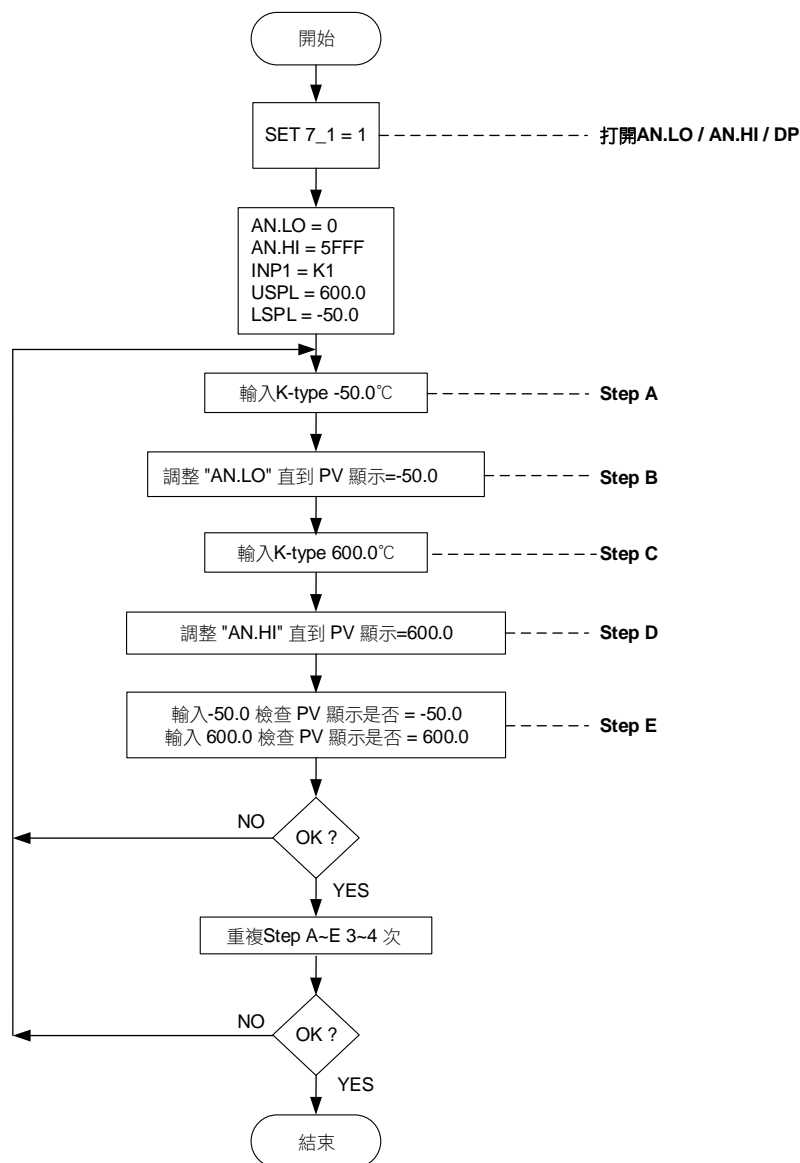 開始
SET 7_1 = 1
打開AN.LO / AN.HI / DP
AN.LO = 0
AN.HI = 5FFF
INP1 = K1
USPL = 600.0
LSPL = -50.0
輸入K-type -50.0℃
Step A
調整 "AN.LO" 直到 PV 顯示=-50.0
Step B
輸入K-type 600.0℃
Step C
調整 "AN.HI" 直到 PV 顯示=600.0
Step D
輸入-50.0 檢查 PV 顯示是否 = -50.0
輸入 600.0 檢查 PV 顯示是否 = 600.0
Step E
NO
OK ?
YES
重複Step A~E 3~4 次
NO
OK ?
YES
結束